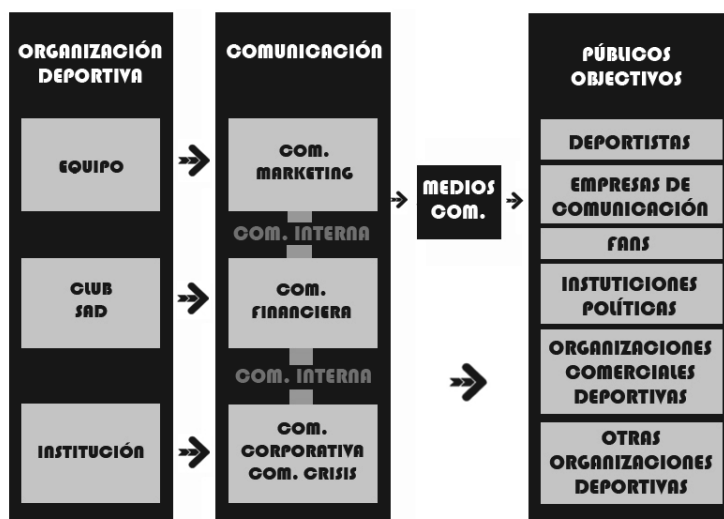 ORGANIZACIÓN
DEPORTIVA
EQUIPO
CLUB
SAD
INSTITUCIÓN
COMUNICACIÓN
COM.
MARKETING
COM. INTERNA
COM.
FINANCIERA
COM. INTERNA
COM.
CORPORATIVA
COM. CRISIS
MEDIOS
COM.
PÚBLICOS
OBJECTIVOS
DEPORTISTAS
EMPRESAS DE
COMUNICACIÓN
FANS
INSTUTICIONES
POLÍTICAS
ORGANIZACIONES
COMERCIALES
DEPORTIVAS
OTRAS
ORGANIZACIONES
DEPORTIVAS